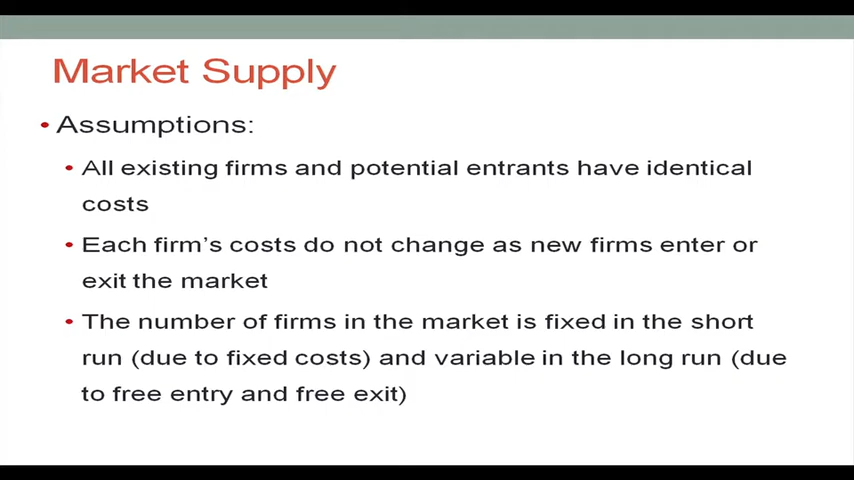 Market Supply
• Assumptions:
• All existing firms and potential entrants have identical
costs
• Each firm's costs do not change as new firms enter or
exit the market
• The number of firms in the market is fixed in the short
run (due to fixed costs) and variable in the long run (due
to free entry and free exit)